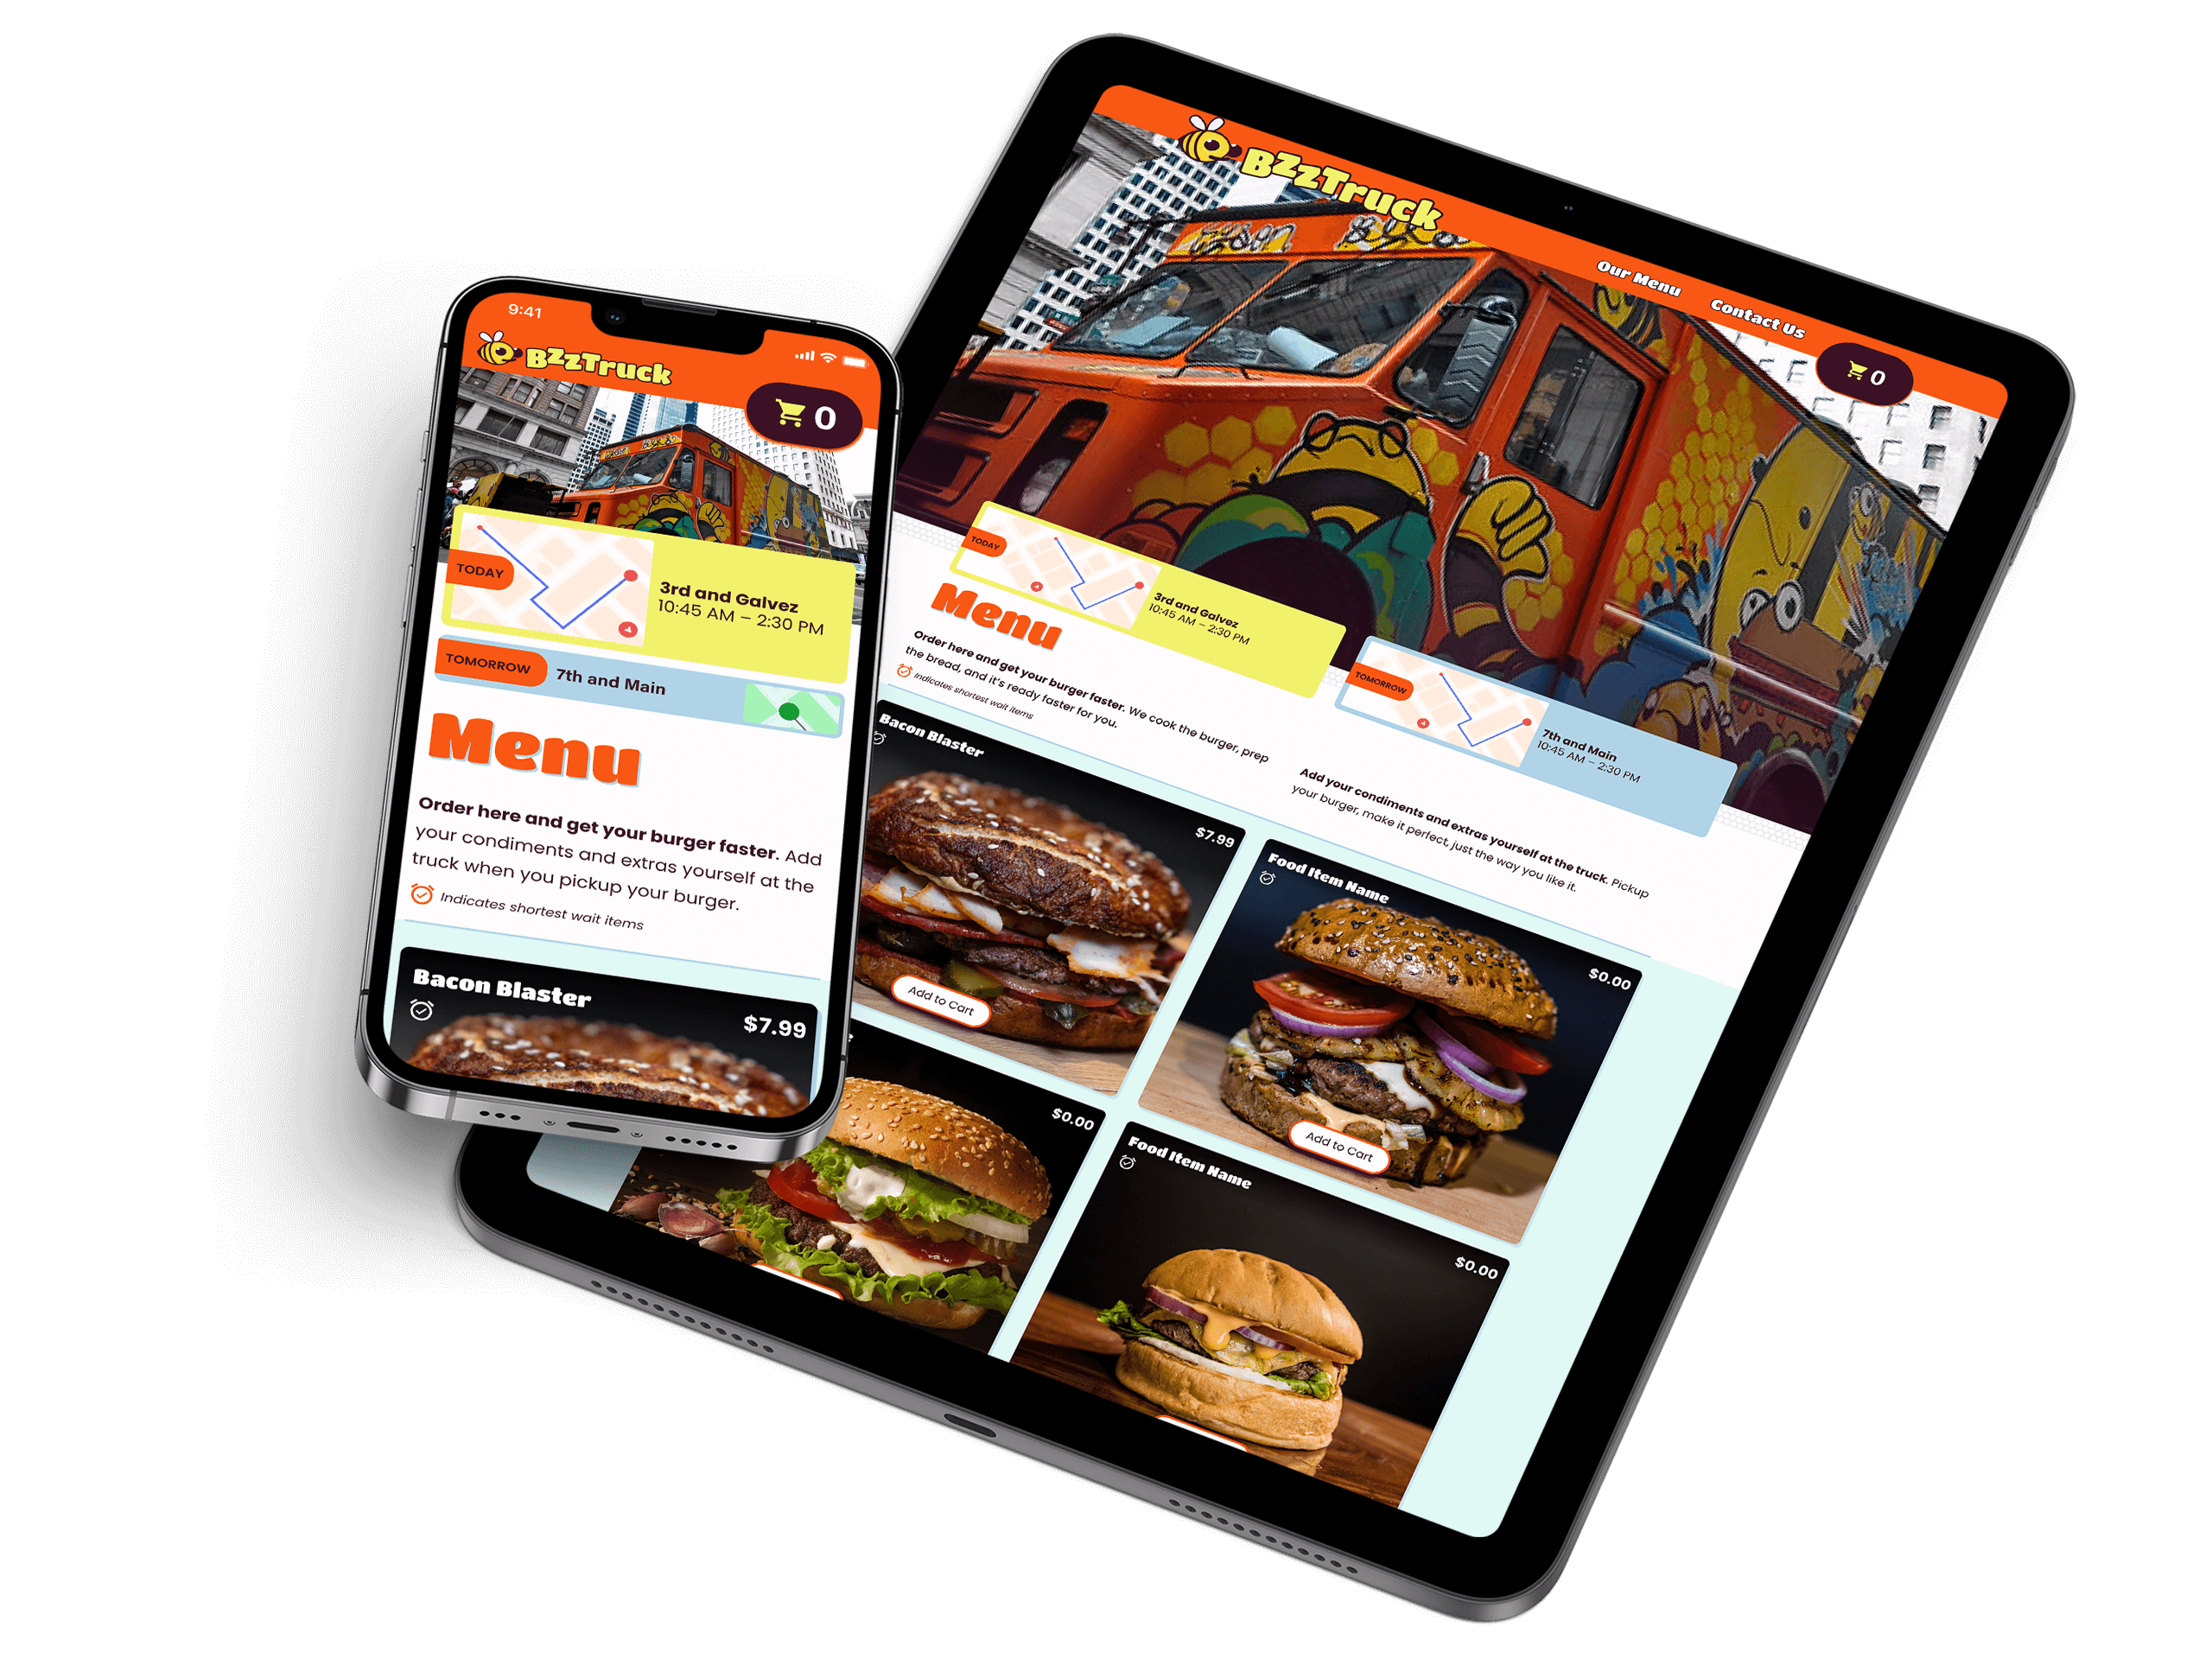 9:41
BZzTruck
0
TODAY
3rd and Galvez
10:45 AM – 2:30 PM
TOMORROW
7th and Main
Menu
Order here and get your burger faster. Add
your condiments and extras yourself at the
truck when you pickup your burger.
Indicates shortest wait items
Bacon Blaster
$7.99
BZzTruck
Our Menu
Contact Us
0
TODAY
3rd and Galvez
10:45 AM – 2:30 PM
TOMORROW
7th and Main
10:45 AM – 2:30 PM
Menu
Order here and get your burger faster. We cook the burger, prep
the bread, and it's ready faster for you.
Indicates shortest wait items
Add your condiments and extras yourself at the truck. Pickup
your burger, make it perfect, just the way you like it.
Bacon Blaster
$7.99
Add to Cart
Food Item Name
$0.00
Add to Cart
$0.00
Food Item Name
$0.00